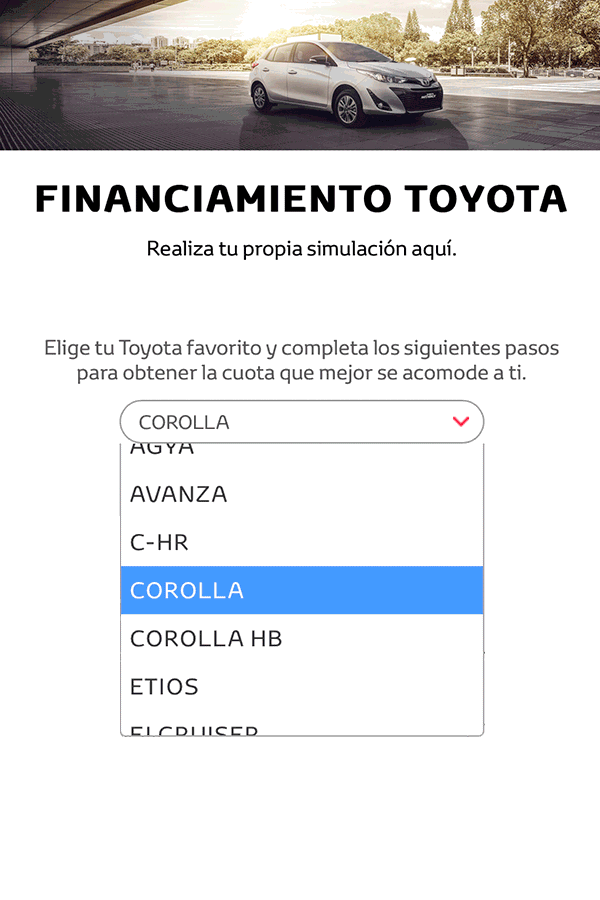 FINANCIAMIENTO TOYOTA
Realiza tu propia simulación aquí.
Elige tu Toyota favorito y completa los siguientes pasos
para obtener la cuota que mejor se acomode a ti.
COROLLA
AGYA
AVANZA
C-HR
COROLLA
COROLLA HB
ETIOS